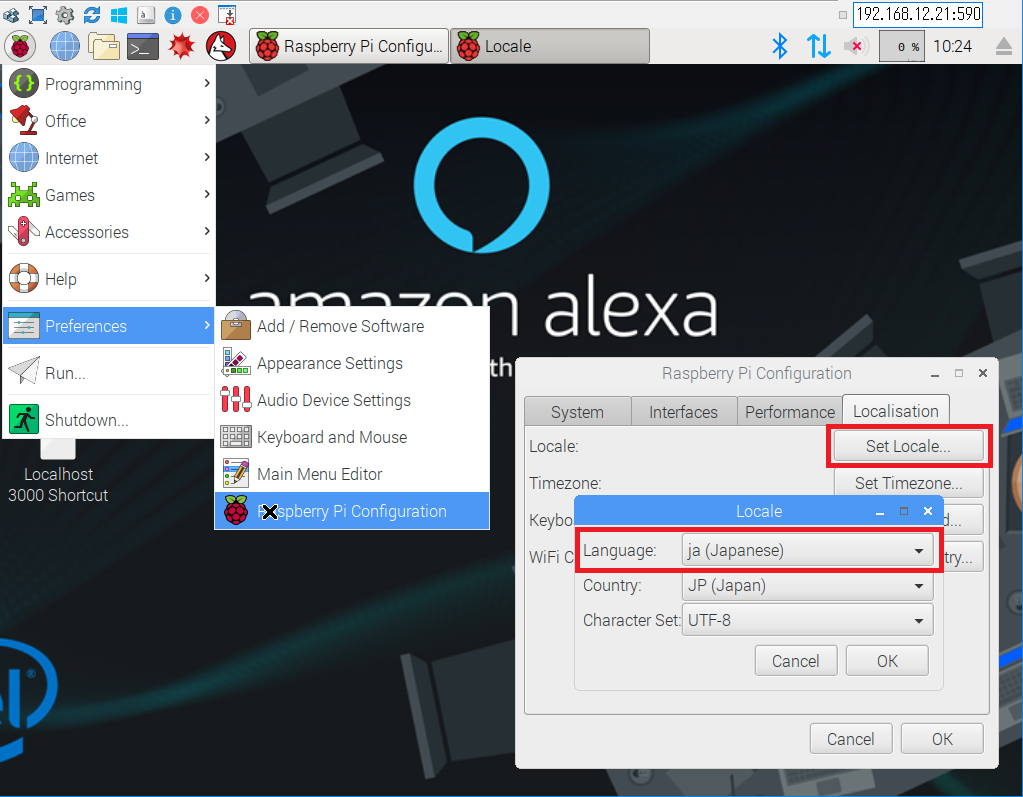 192.168.12.21:590
Raspberry Pi Configu...
Locale
0 %
10:24
Programming
Office
Internet
Games
Accessories
Help
Preferences
Run...
Shutdown...
Add / Remove Software
Appearance Settings
Audio Device Settings
Keyboard and Mouse
Main Menu Editor
Raspberry Pi Configuration
amazon alexa
th
Localhost
3000 Shortcut
Raspberry Pi Configuration
System
Interfaces
Performance
Localisation
Locale:
Set Locale...
Timezone:
Set Timezone...
Keybo
d...
WiFi C
try...
Locale
Language:
ja (Japanese)
Country:
JP (Japan)
Character Set:
UTF-8
Cancel
OK
Cancel
OK